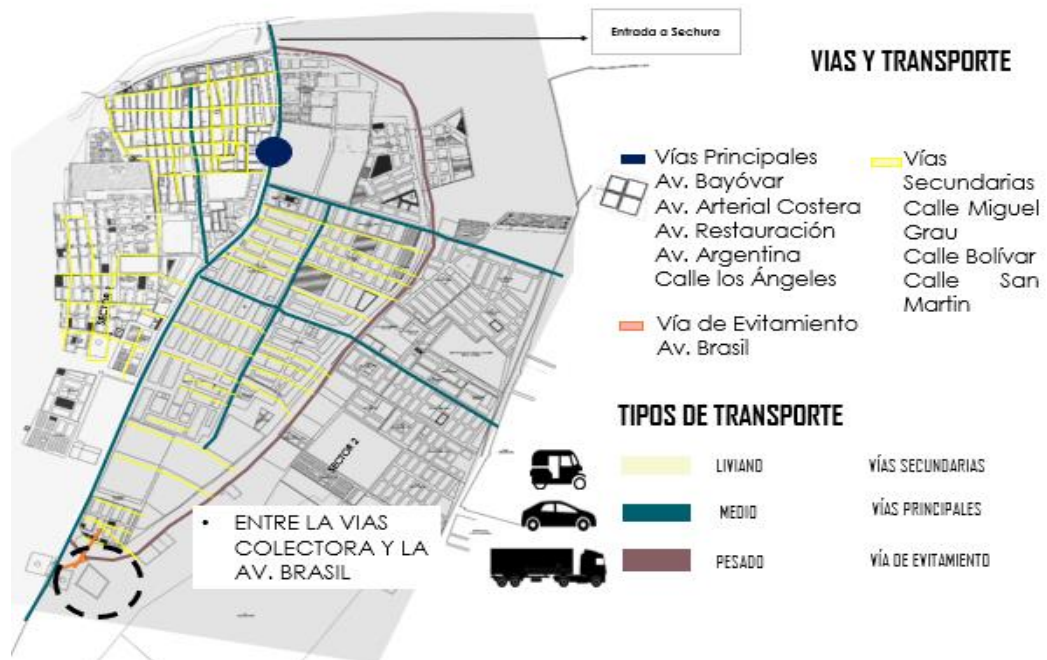 Entrada a Sechura
VIAS Y TRANSPORTE
Vías Principales
Av. Bayóvar
Av. Arterial Costera
Av. Restauración
Av. Argentina
Calle los Ángeles
Vía de Evitamiento
Av. Brasil
Vías
Secundarias
Calle Miguel
Grau
Calle Bolívar
Calle San
Martin
TIPOS DE TRANSPORTE
LIVIANO VÍAS SECUNDARIAS
MEDIO VÍAS PRINCIPALES
PESADO VÍA DE EVITAMIENTO
SECTOR 2
• ENTRE LA VIAS
COLECTORA Y LA
AV. BRASIL